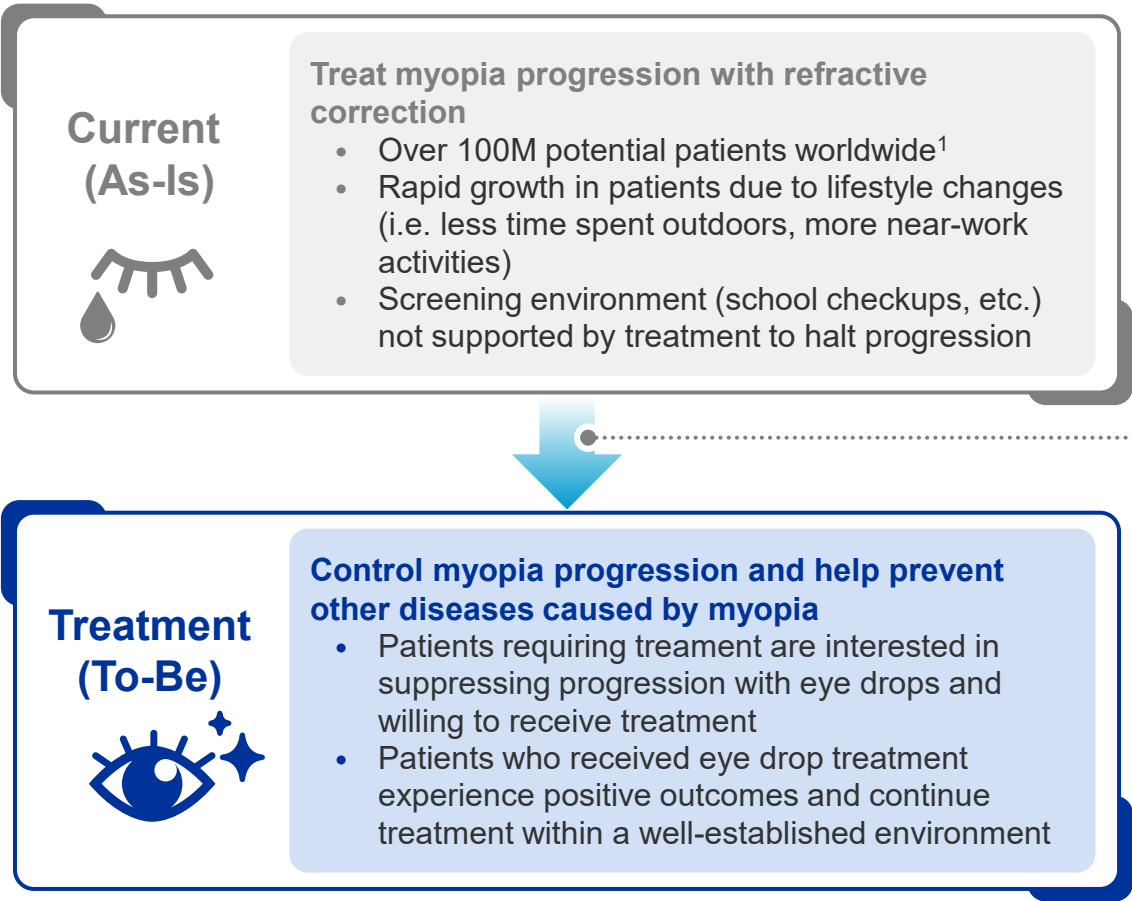 Current
(As-Is)
Treat myopia progression with refractive
correction
• Over 100M potential patients worldwide¹
• Rapid growth in patients due to lifestyle changes
(i.e. less time spent outdoors, more near-work
activities)
• Screening environment (school checkups, etc.)
not supported by treatment to halt progression
Treatment
(To-Be)
Control myopia progression and help prevent
other diseases caused by myopia
• Patients requiring treament are interested in
suppressing progression with eye drops and
willing to receive treatment
• Patients who received eye drop treatment
experience positive outcomes and continue
treatment within a well-established environment